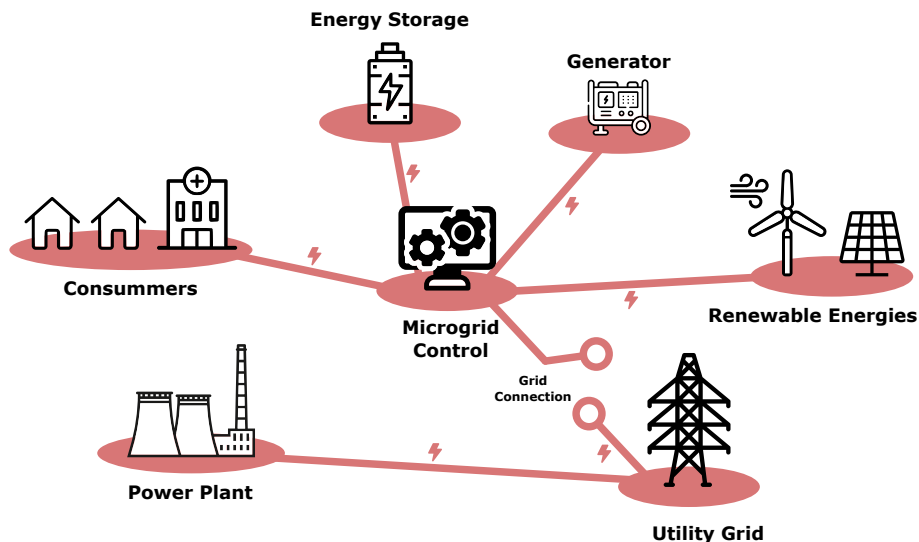 Energy Storage
Generator
Consummers
Renewable Energies
Microgrid
Control
Grid
Connection
Power Plant
Utility Grid